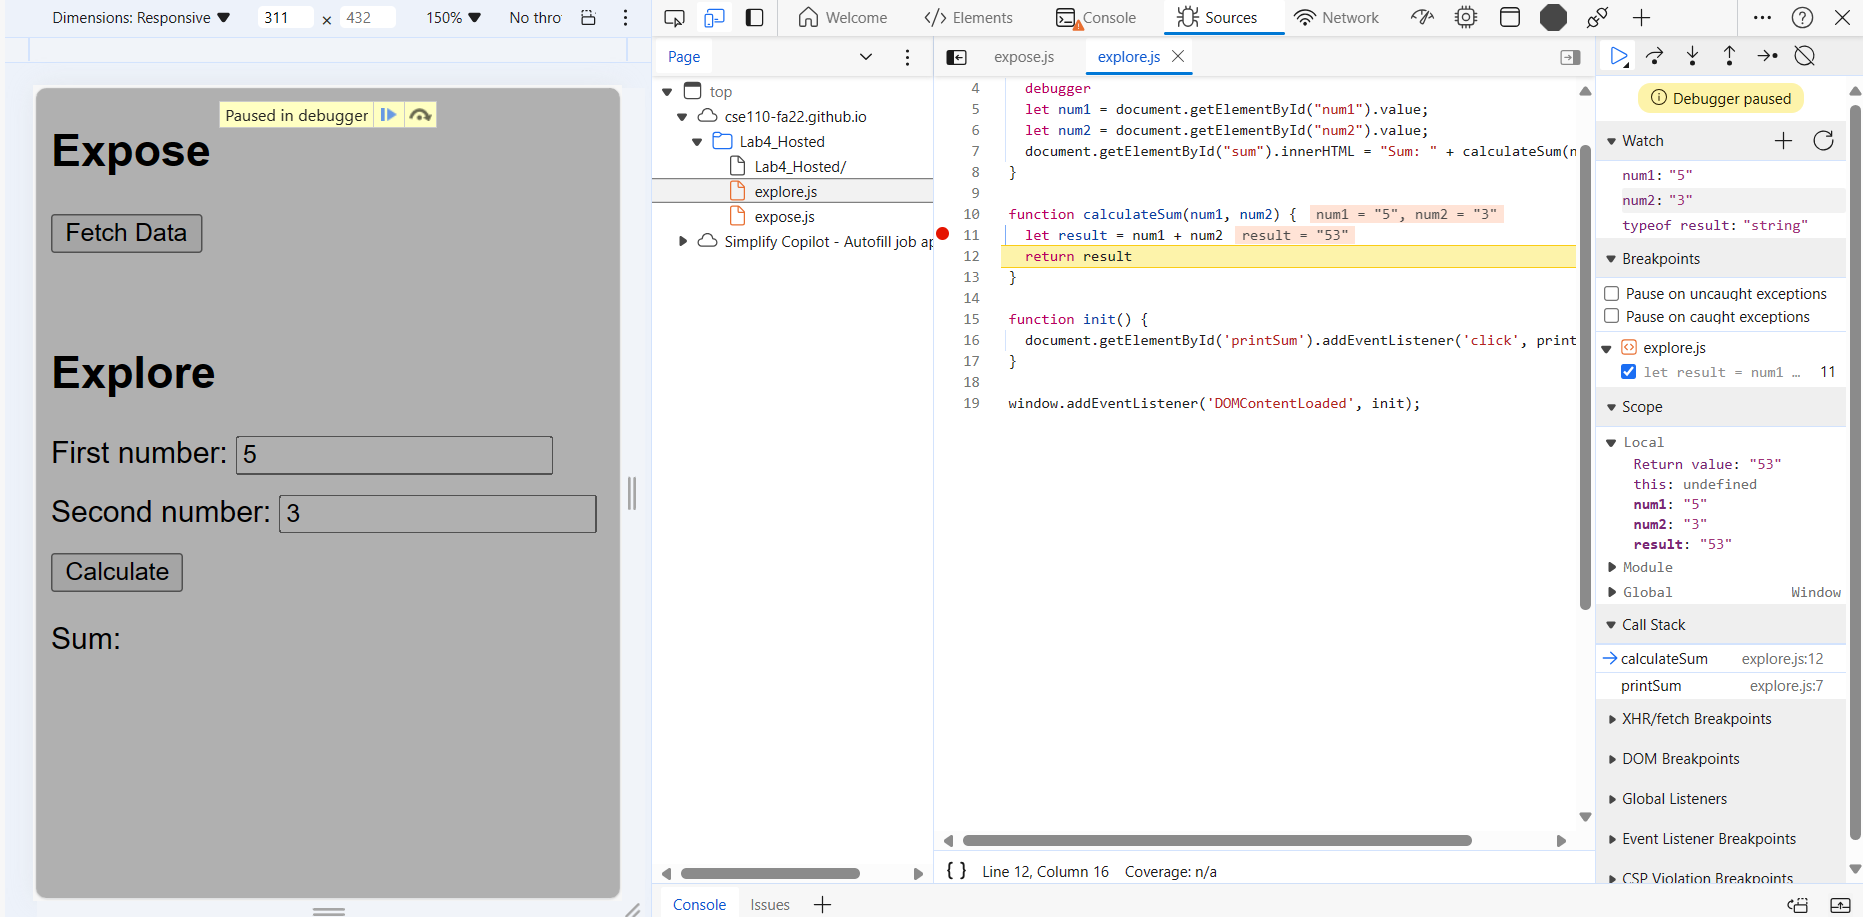 Dimensions: Responsive ▼ 311 × 432 150% ▼ No thro
Welcome </> Elements Console Sources Network
Paused in debugger
Expose
Fetch Data
Explore
First number: 5
Second number: 3
Calculate
Sum:
Page
top
cse110-fa22.github.io
Lab4_Hosted
Lab4_Hosted/
explore.js
expose.js
Simplify Copilot - Autofill job ap
expose.js explore.js
4 debugger
5 let num1 = document.getElementById("num1").value;
6 let num2 = document.getElementById("num2").value;
7 document.getElementById("sum").innerHTML = "Sum: " + calculateSum(n
8 }
9
10 function calculateSum(num1, num2) { num1 = "5", num2 = "3"
11 let result = num1 + num2 result = "53"
12 return result
13 }
14
15 function init() {
16 document.getElementById('printSum').addEventListener('click', print
17 }
18
19 window.addEventListener('DOMContentLoaded', init);
{ } Line 12, Column 16 Coverage: n/a
Debugger paused
Watch
num1: "5"
num2: "3"
typeof result: "string"
Breakpoints
Pause on uncaught exceptions
Pause on caught exceptions
explore.js
let result = num1 … 11
Scope
Local
Return value: "53"
this: undefined
num1: "5"
num2: "3"
result: "53"
Module
Global Window
Call Stack
calculateSum explore.js:12
printSum explore.js:7
XHR/fetch Breakpoints
DOM Breakpoints
Global Listeners
Event Listener Breakpoints
CSP Violation Breakpoints
Console Issues